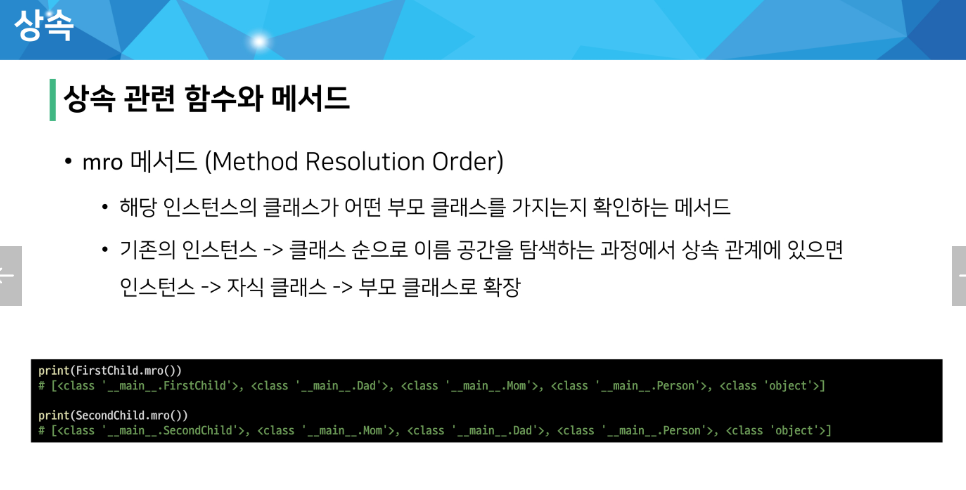 상속
상속 관련 함수와 메서드
• mro 메서드 (Method Resolution Order)
• 해당 인스턴스의 클래스가 어떤 부모 클래스를 가지는지 확인하는 메서드
• 기존의 인스턴스 -> 클래스 순으로 이름 공간을 탐색하는 과정에서 상속 관계에 있으면
인스턴스 -> 자식 클래스 -> 부모 클래스로 확장
print(FirstChild.mro())
# [<class '__main__.FirstChild'>, <class '__main__.Dad'>, <class '__main__.Mom'>, <class '__main__.Person'>, <class 'object'>]
print(SecondChild.mro())
# [<class '__main__.SecondChild'>, <class '__main__.Mom'>, <class '__main__.Dad'>, <class '__main__.Person'>, <class 'object'>]